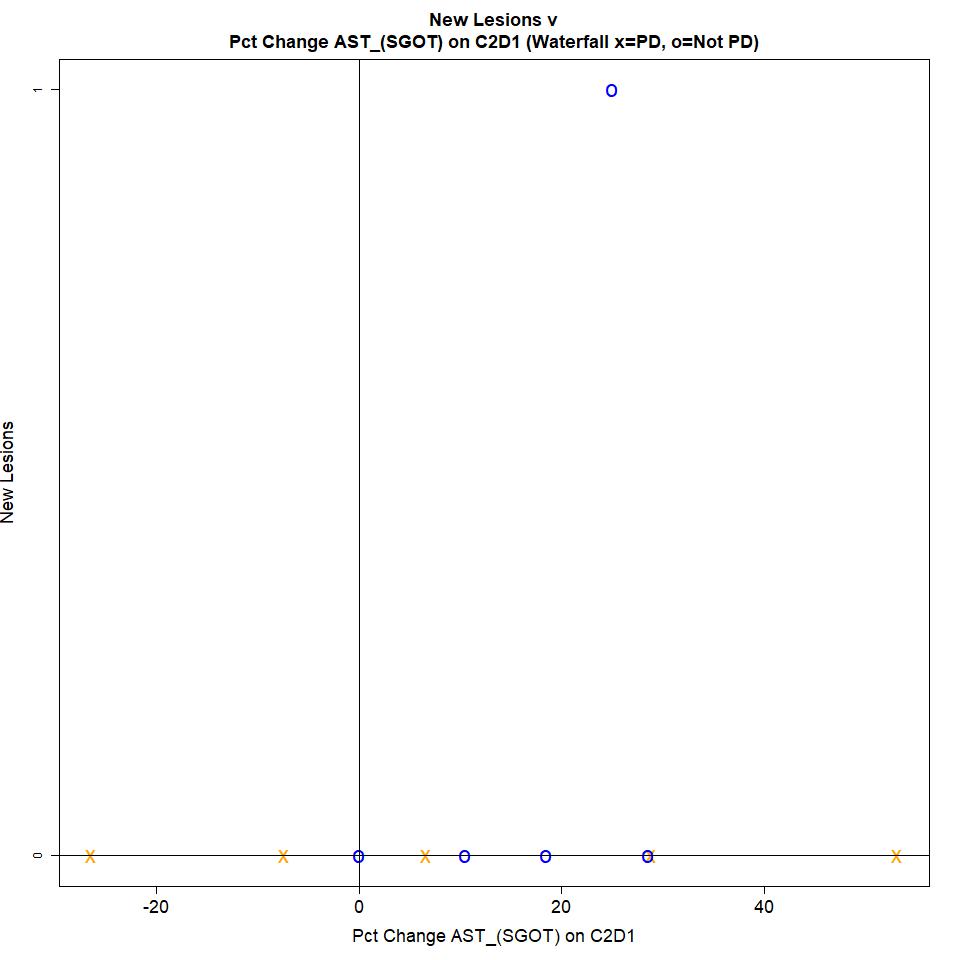 New Lesions v
Pct Change AST_(SGOT) on C2D1 (Waterfall x=PD, o=Not PD)
1
New Lesions
0
o
x x o x o o o x x
-20 0 20 40
Pct Change AST_(SGOT) on C2D1